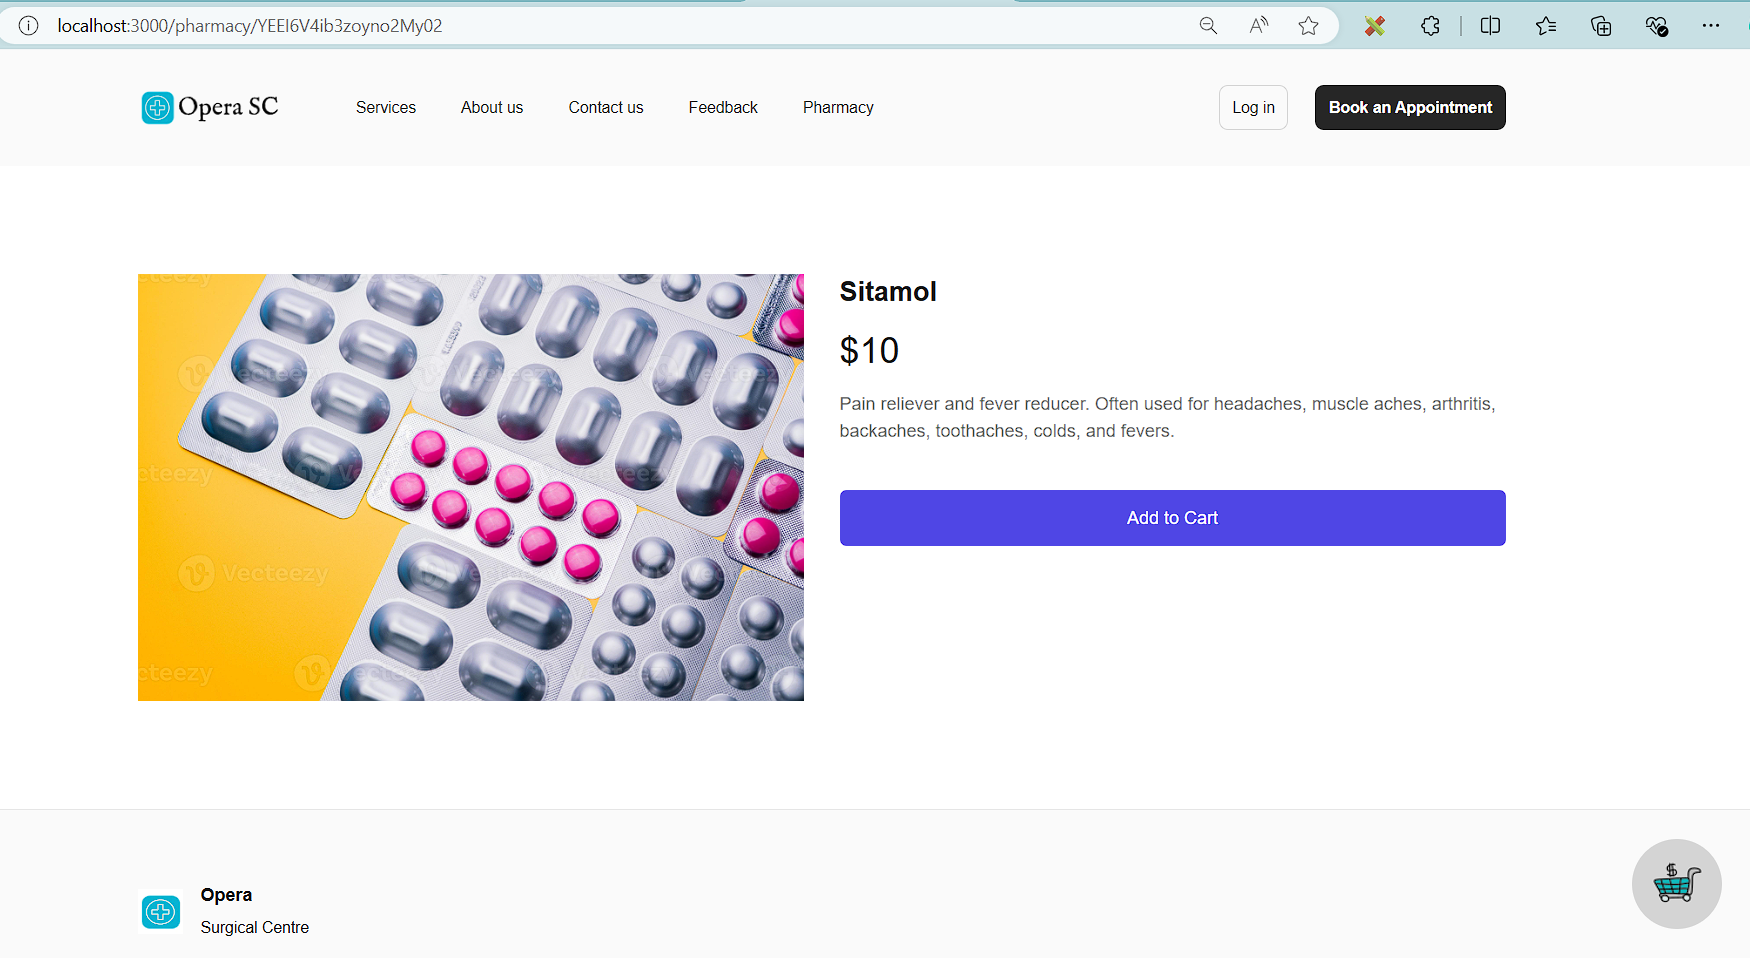 localhost:3000/pharmacy/YEEI6V4ib3zoyno2My02
Opera SC
Services
About us
Contact us
Feedback
Pharmacy
Log in
Book an Appointment
Vecteezy
Sitamol
$10
Pain reliever and fever reducer. Often used for headaches, muscle aches, arthritis,
backaches, toothaches, colds, and fevers.
Add to Cart
Opera
Surgical Centre